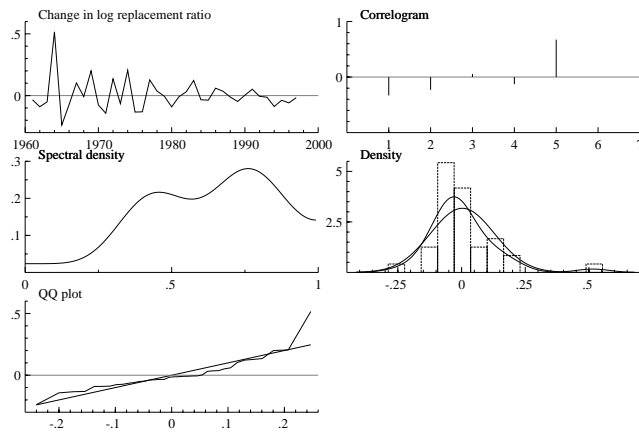 Change in log replacement ratio
Correlogram
.5
0
1960 1970 1980 1990 2000
1
0
0 1 2 3 4 5 6 7
Spectral density
Density
.3
.2
.1
0 .5 1
5
2.5
-.25 0 .25 .5
QQ plot
.5
0
-.2 -.1 0 .1 .2